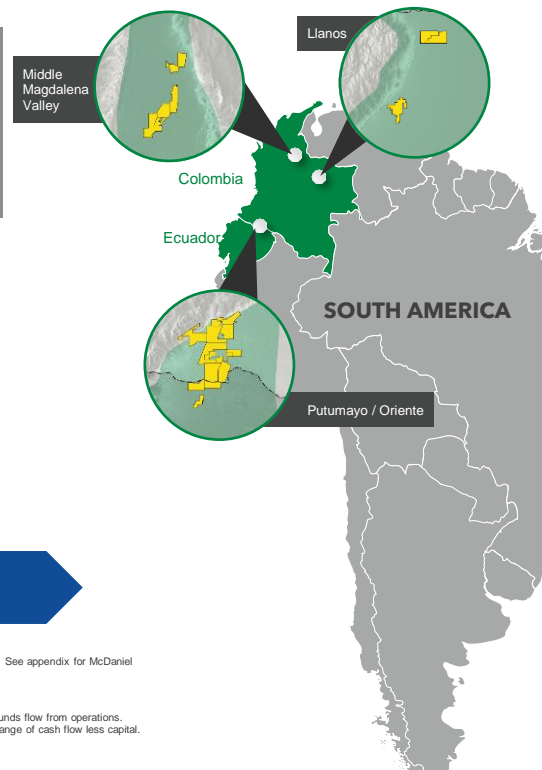 Llanos
Middle
Magdalena
Valley
Colombia
Ecuador
SOUTH AMERICA
Putumayo / Oriente
See appendix for McDaniel
unds flow from operations.
ange of cash flow less capital.